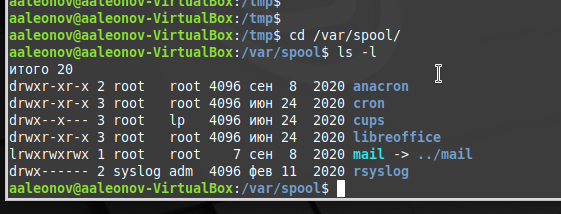 aaleonov@aaleonov-VirtualBox:/tmp$
aaleonov@aaleonov-VirtualBox:/tmp$
aaleonov@aaleonov-VirtualBox:/tmp$ cd /var/spool/
aaleonov@aaleonov-VirtualBox:/var/spool$ ls -l
итого 20
drwxr-xr-x 2 root   root 4096 сен  8  2020 anacron
drwxr-xr-x 3 root   root 4096 июн 24  2020 cron
drwx--x--- 3 root   lp   4096 июн 24  2020 cups
drwxr-xr-x 3 root   root 4096 июн 24  2020 libreoffice
lrwxrwxrwx 1 root   root    7 сен  8  2020 mail -> ../mail
drwx------ 2 syslog adm  4096 фев 11  2020 rsyslog
aaleonov@aaleonov-VirtualBox:/var/spool$